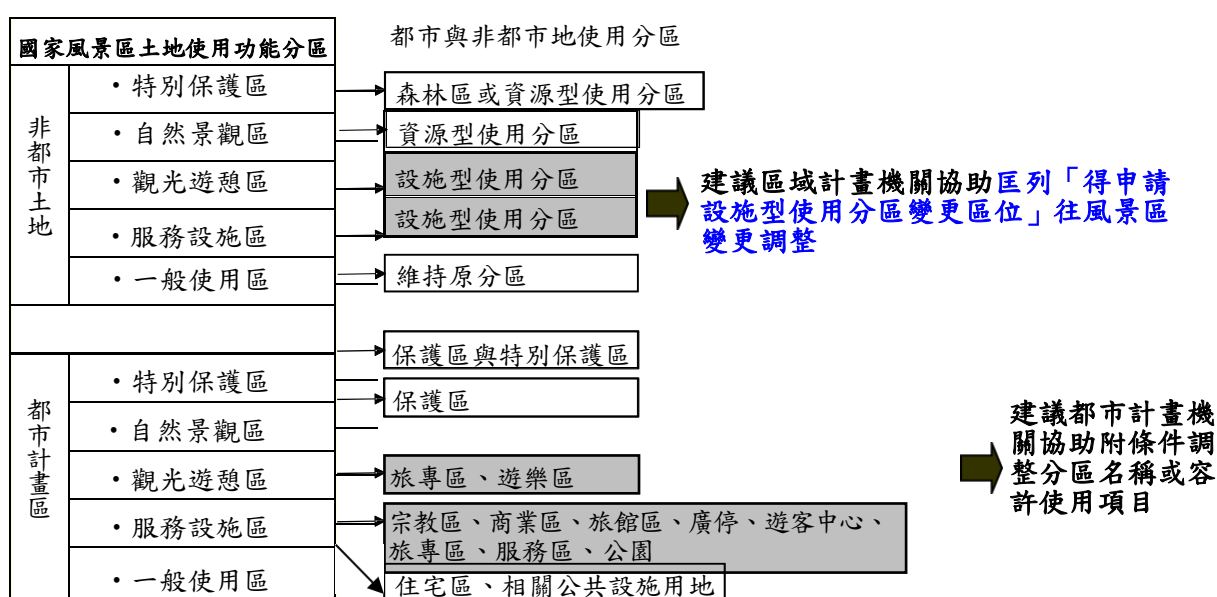 國家風景區土地使用功能分區
都市與非都市地使用分區
非都市土地
・特別保護區
森林區或資源型使用分區
・自然景觀區
資源型使用分區
・觀光遊憩區
設施型使用分區
・服務設施區
設施型使用分區
・一般使用區
維持原分區
建議區域計畫機關協助匡列「得申請
設施型使用分區變更區位」往風景區
變更調整
都市計畫區
・特別保護區
保護區與特別保護區
・自然景觀區
保護區
・觀光遊憩區
旅專區、遊樂區
・服務設施區
宗教區、商業區、旅館區、廣停、遊客中心、
旅專區、服務區、公園
・一般使用區
住宅區、相關公共設施用地
建議都市計畫機
關協助附條件調
整分區名稱或容
許使用項目